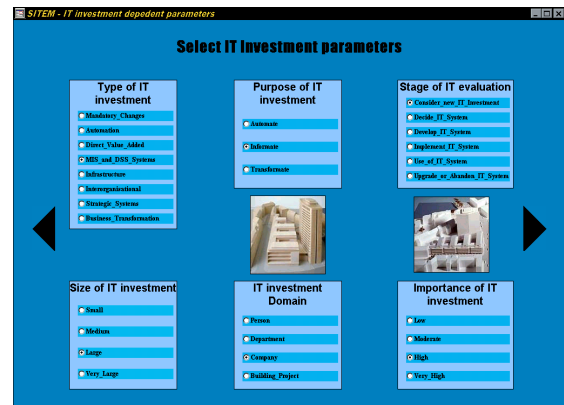 SITEM - IT investment depedent parameters
Select IT Investment parameters
Type of IT
investment
Mandatory_Changes
Automation
Direct_Value_Added
MIS_and_DSS_Systems
Infrastructure
Interorganisational
Strategic_Systems
Business_Transformation
Purpose of IT
investment
Automate
Informate
Transformate
Stage of IT evaluation
Consider_new_IT_Investment
Decide_IT_System
Develop_IT_System
Implement_IT_System
Use_of_IT_System
Upgrade_or_Abandon_IT_System
Size of IT investment
Small
Medium
Large
Very_Large
IT investment
Domain
Person
Department
Company
Building_Project
Importance of IT
investment
Low
Moderate
High
Very_High